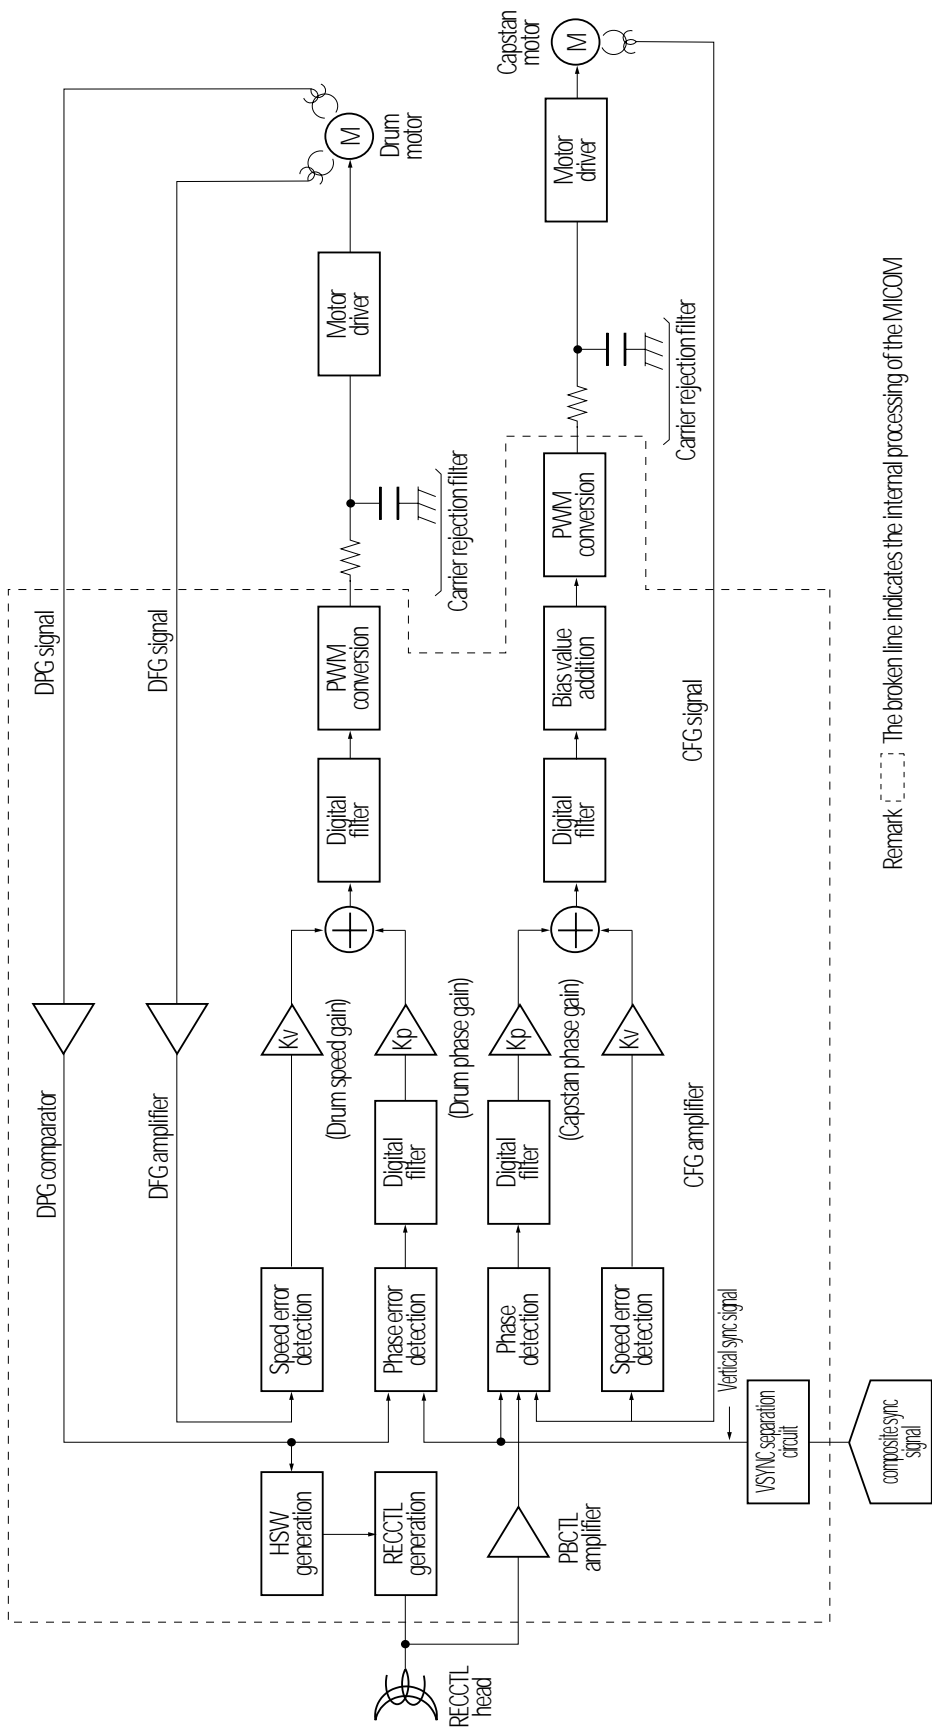 DPG signal
DPG comparator
DFG signal
DFG amplifier
HSW
generation
RECCTL
generation
RECCTL
head
PBCTL
amplifier
Speed error
detection
Kv
(Drum speed gain)
Phase error
detection
Digital
filter
Kp
(Drum phase gain)
Digital
filter
PWM
conversion
Carrier rejection filter
Motor
driver
M
Drum
motor
Phase
detection
Digital
filter
Kp
(Capstan phase gain)
Speed error
detection
Kv
Digital
filter
Bias value
addition
PWM
conversion
Carrier rejection filter
Motor
driver
M
Capstan
motor
CFG signal
CFG amplifier
Vertical sync signal
VSYNC separation
circuit
composite sync
signal
Remark
The broken line indicates the internal processing of the MICOM